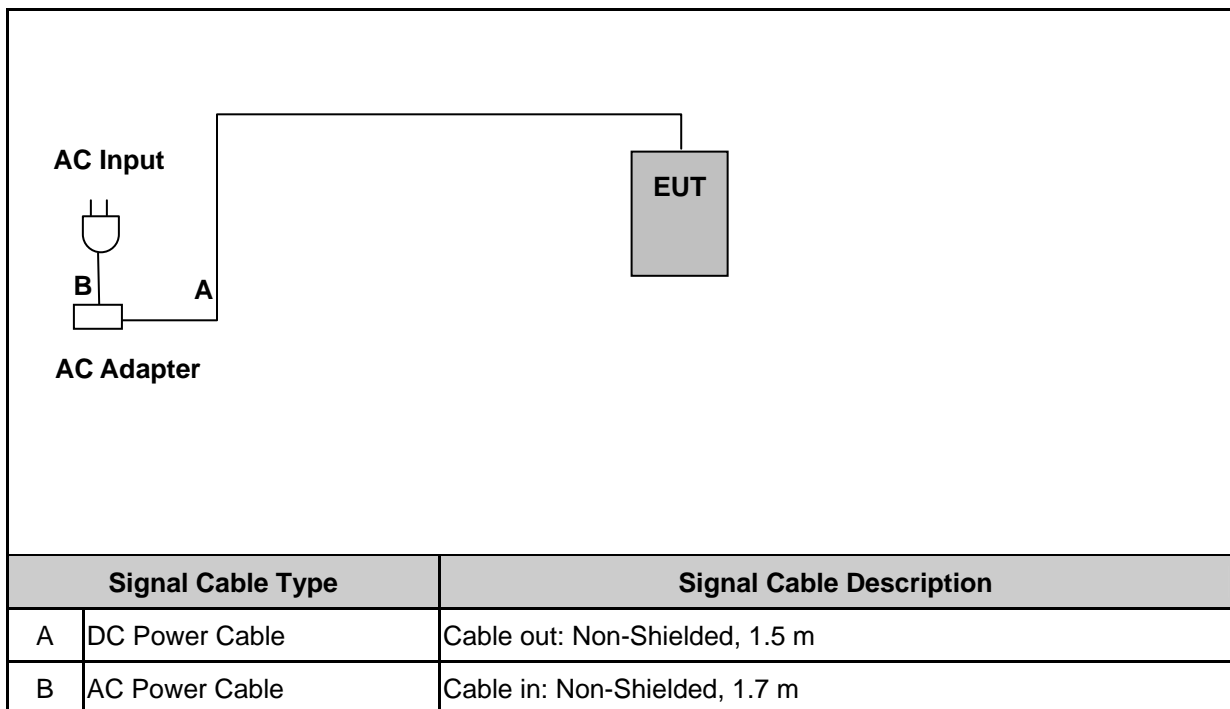 AC Input
EUT
B
A
AC Adapter
Signal Cable Type Signal Cable Description
A DC Power Cable Cable out: Non-Shielded, 1.5 m
B AC Power Cable Cable in: Non-Shielded, 1.7 m